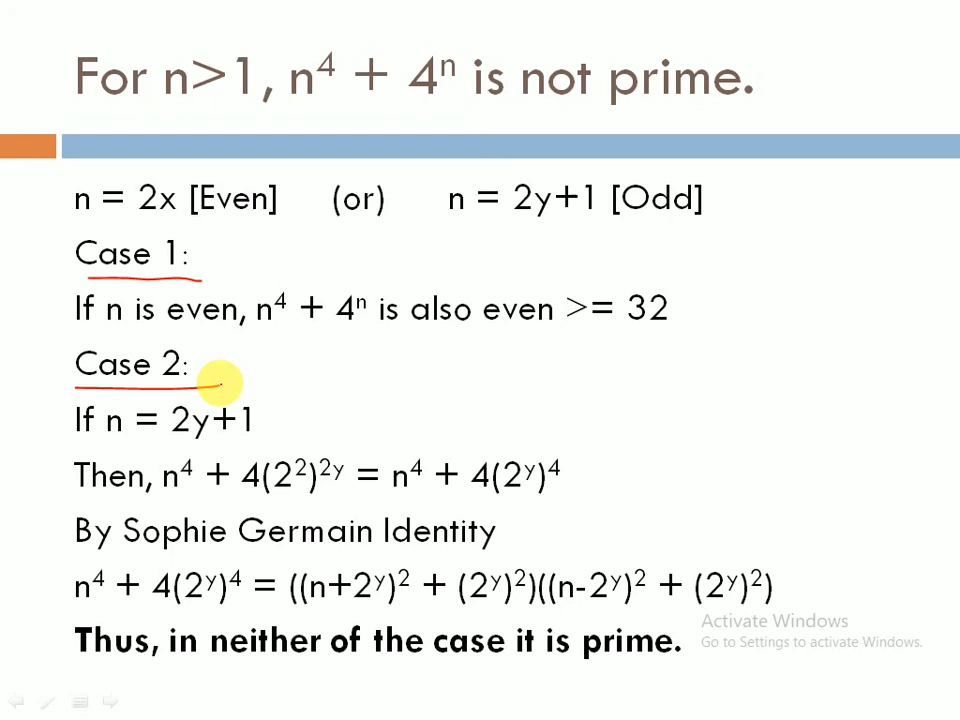 For n>1, n⁴ + 4ⁿ is not prime.
n = 2x [Even] (or) n = 2y+1 [Odd]
Case 1:
If n is even, n⁴ + 4ⁿ is also even >= 32
Case 2:
If n = 2y+1
Then, n⁴ + 4(2²)²ʸ = n⁴ + 4(2ʸ)⁴
By Sophie Germain Identity
n⁴ + 4(2ʸ)⁴ = ((n+2ʸ)² + (2ʸ)²)((n-2ʸ)² + (2ʸ)²)
Thus, in neither of the case it is prime.
Activate Windows
Go to Settings to activate Windows.